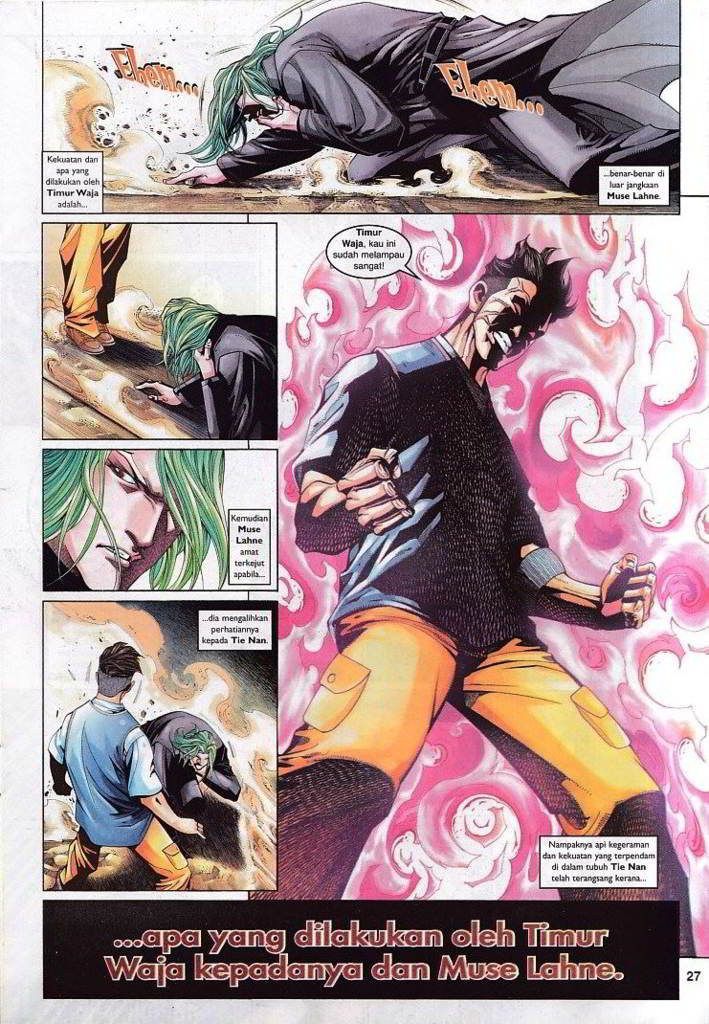 Ehem...
Ehem...
Kekuatan dan
apa yang
dilakukan oleh
Timur Waja
adalah...
...benar-benar di
luar jangkaan
Muse Lahne.
Timur
Waja, kau ini
sudah melampau
sangat!
Kemudian
Muse
Lahne
amat
terkejut
apabila...
...dia mengalihkan
perhatiannya
kepada Tie Nan.
Nampaknya api kegeraman
dan kekuatan yang terpendam
di dalam tubuh Tie Nan
telah terangsang kerana...
...apa yang dilakukan oleh Timur
Waja kepadanya dan Muse Lahne.
27